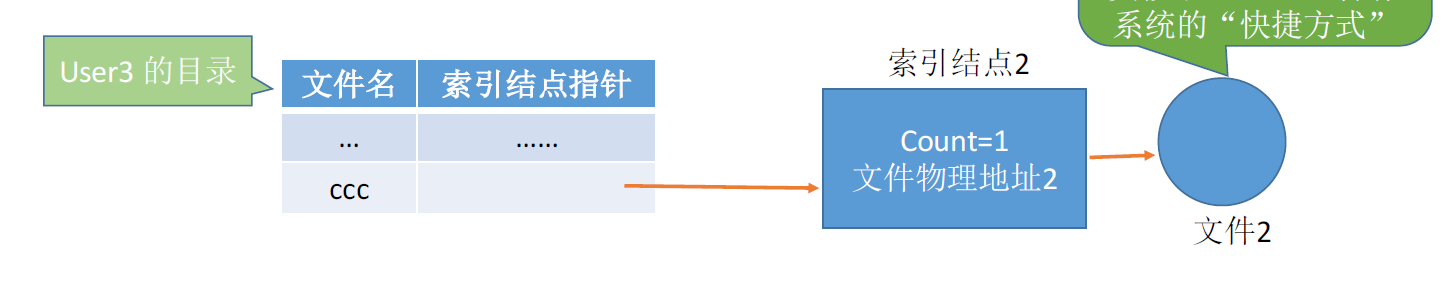 系统的“快捷方式”
User3 的目录
索引结点2
文件名 索引结点指针
... ......
ccc
Count=1
文件物理地址2
文件2